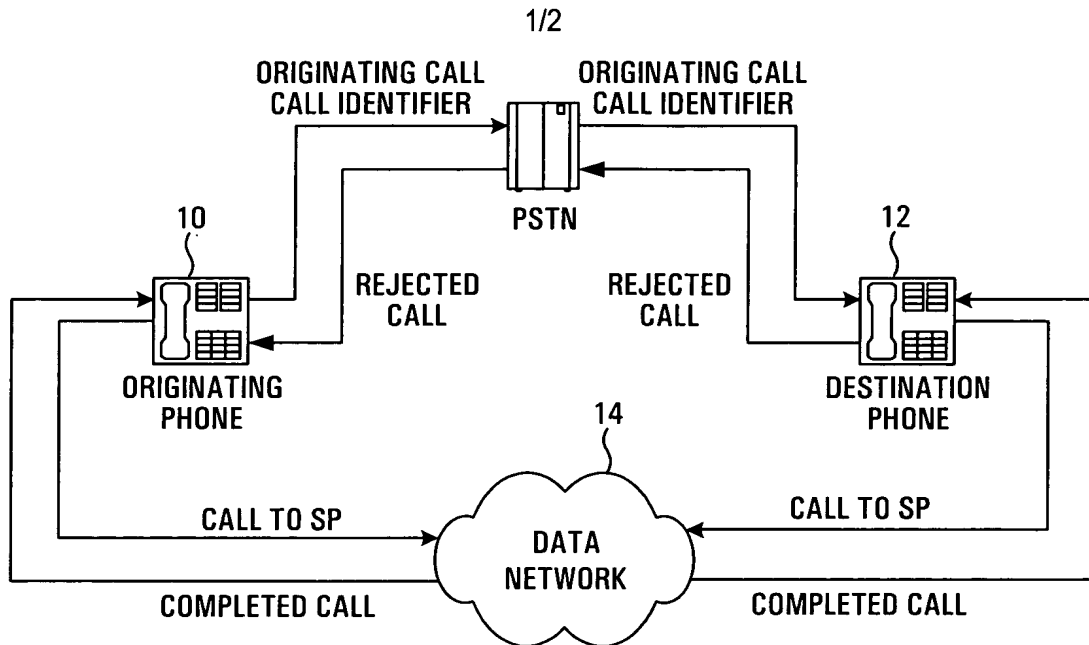 1/2
ORIGINATING CALL
CALL IDENTIFIER
ORIGINATING CALL
CALL IDENTIFIER
PSTN
10
12
REJECTED
CALL
REJECTED
CALL
ORIGINATING
PHONE
DESTINATION
PHONE
14
CALL TO SP
CALL TO SP
DATA
NETWORK
COMPLETED CALL
COMPLETED CALL